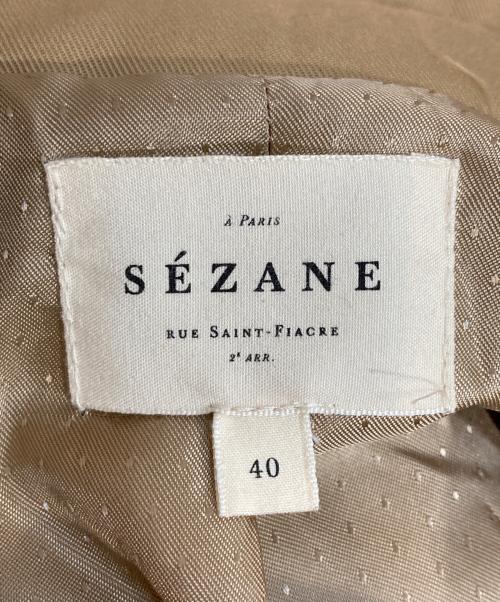 À PARIS
SÉZANE
RUE SAINT-FIACRE
2ᵉ ARR.
40